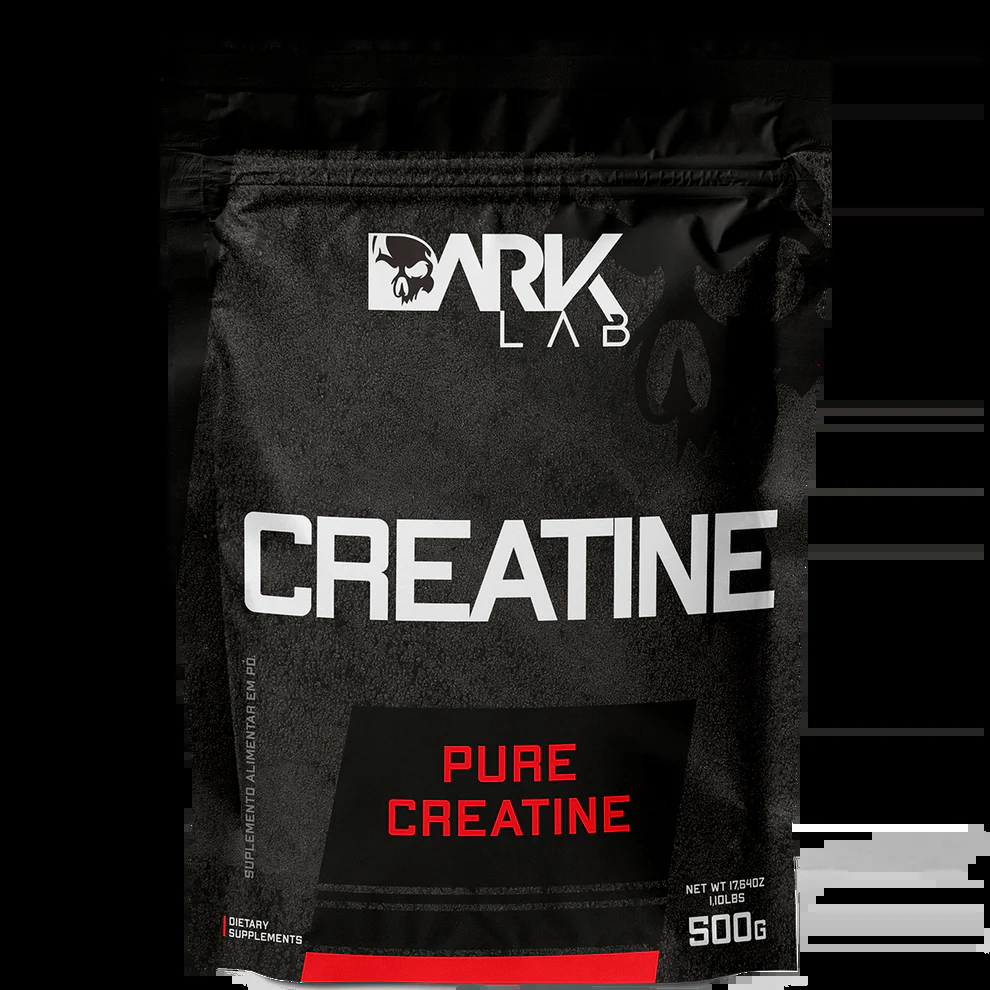 DARK
LAB
CREATINE
SUPLEMENTO ALIMENTAR EM PÓ.
PURE
CREATINE
NET WT 17,64OZ
1,10LBS
500G
DIETARY
SUPPLEMENTS